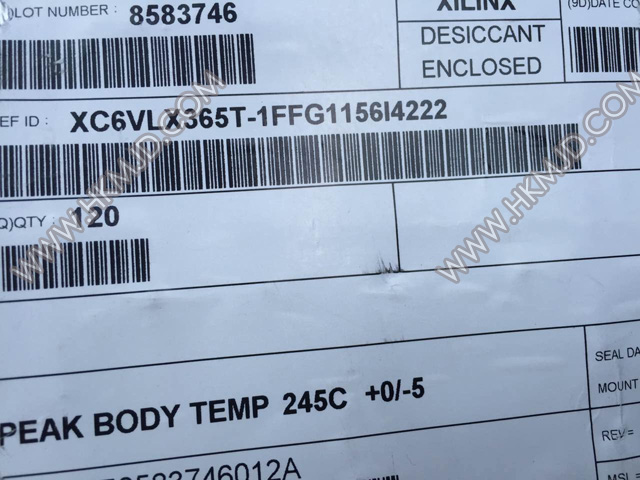 LOT NUMBER : 8583746
XILINX
(9D)DATE CO
DESICCANT
ENCLOSED
EF ID : XC6VLX365T-1FFG1156I4222
Q)QTY : 120
PEAK BODY TEMP 245C +0/-5
SEAL DA
MOUNT
REV=
MSL=
8583746012A
WWW.HKMJD.COM
WWW.HKMJD.COM